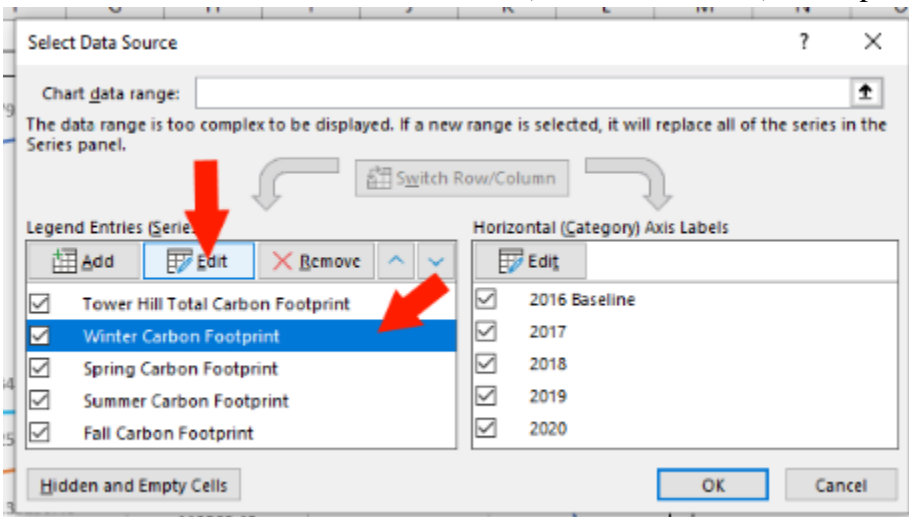 Select Data Source ? X
Chart data range:
The data range is too complex to be displayed. If a new range is selected, it will replace all of the series in the
Series panel.
Switch Row/Column
Legend Entries (Serie
Horizontal (Category) Axis Labels
Add Edit Remove
Edit
Tower Hill Total Carbon Footprint
2016 Baseline
Winter Carbon Footprint
2017
Spring Carbon Footprint
2018
Summer Carbon Footprint
2019
Fall Carbon Footprint
2020
Hidden and Empty Cells
OK Cancel